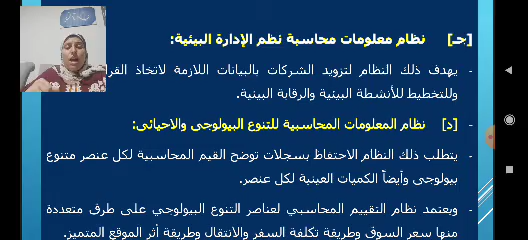 [جـ] نظام معلومات محاسبة نظم الإدارة البيئية:
- يهدف ذلك النظام لتزويد الشركات بالبيانات اللازمة لاتخاذ
وللتخطيط للأنشطة البيئية والرقابة البيئية.
- [د] نظام المعلومات المحاسبية للتنوع البيولوجى والاحيائى:
- يتطلب ذلك النظام الاحتفاظ بسجلات توضح القيم المحاسبية لكل عنصر متنوع
بيولوجى وأيضاً الكميات العينية لكل عنصر.
- ويعتمد نظام التقييم المحاسبي لعناصر التنوع البيولوجي على طرق متعددة
منها سعر السوق وطريقة تكلفة السفر والانتقال وطريقة أثر الموقع المتميز.